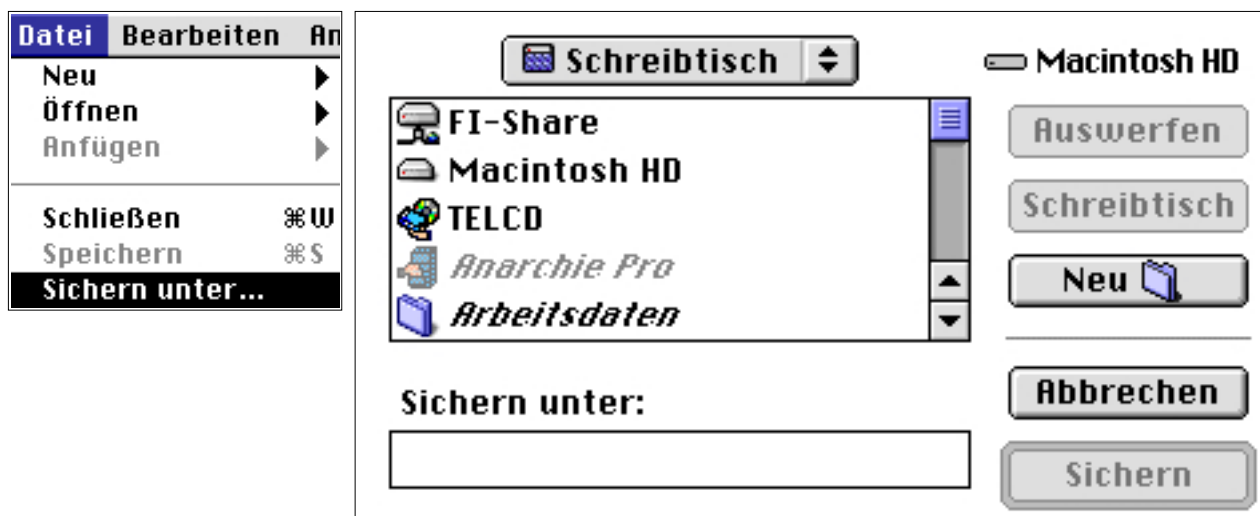 Datei Bearbeiten An
Neu
Öffnen
Anfügen
Schließen ⌘W
Speichern ⌘S
Sichern unter...
Schreibtisch
Macintosh HD
FI-Share
Macintosh HD
TELCD
Anarchie Pro
Arbeitsdaten
Auswerfen
Schreibtisch
Neu
Sichern unter:
Abbrechen
Sichern